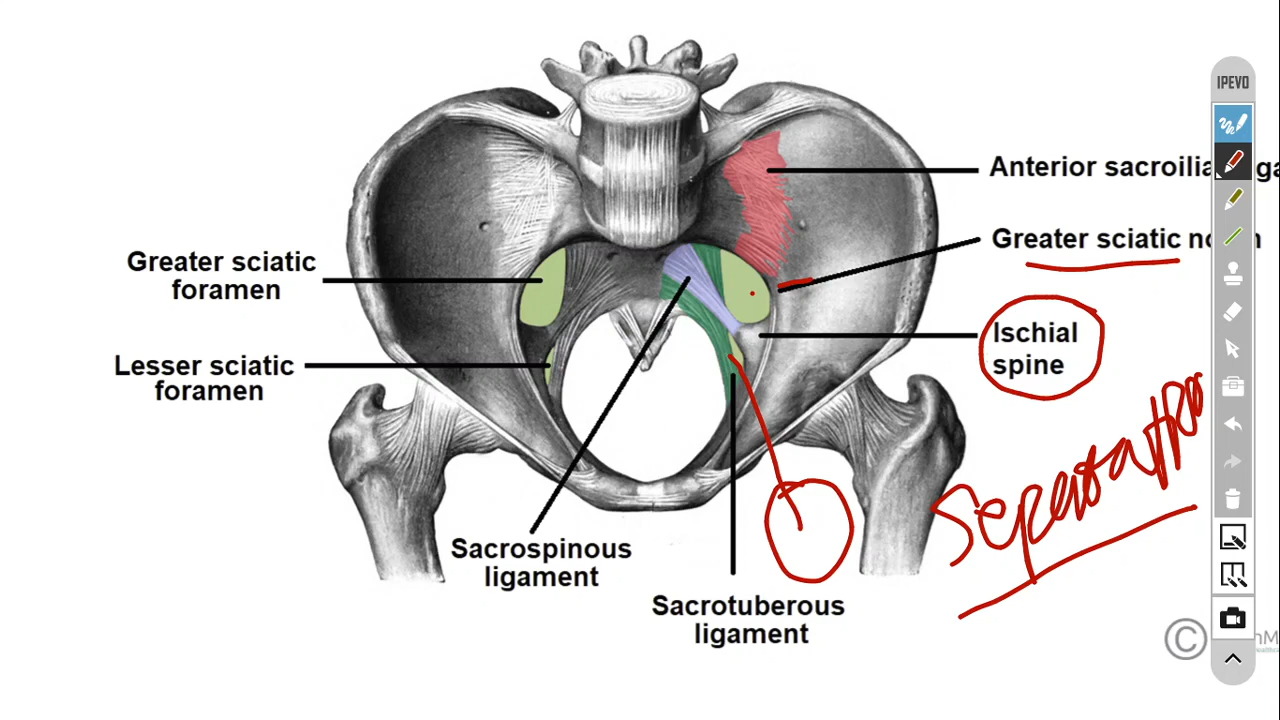 IPEVO
Anterior sacroilia
Greater sciatic
Greater sciatic
foramen
Ischial
spine
Lesser sciatic
foramen
Sacrospinous
ligament
Sacrotuberous
ligament
©